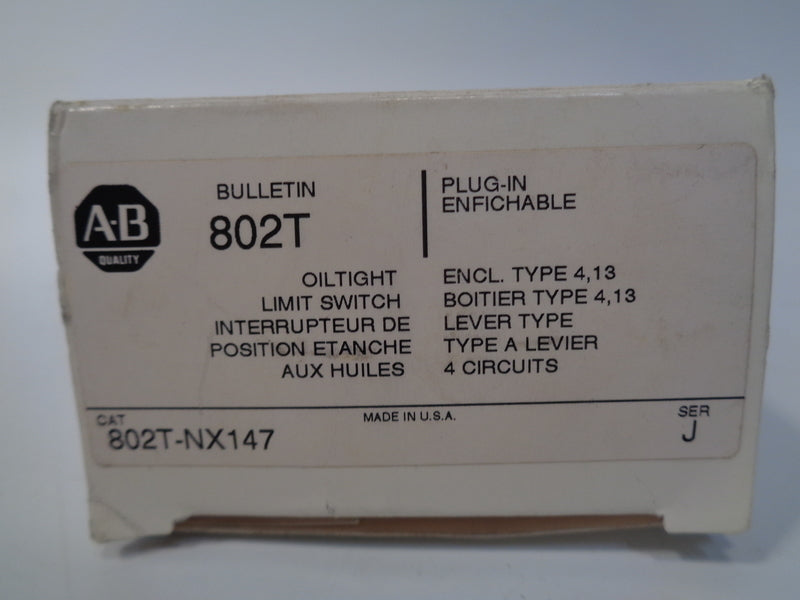 A-B
QUALITY
BULLETIN
802T
PLUG-IN
ENFICHABLE
OILTIGHT
LIMIT SWITCH
INTERRUPTEUR DE
POSITION ETANCHE
AUX HUILES
ENCL. TYPE 4,13
BOITIER TYPE 4,13
LEVER TYPE
TYPE A LEVIER
4 CIRCUITS
CAT
802T-NX147
MADE IN U.S.A.
SER
J